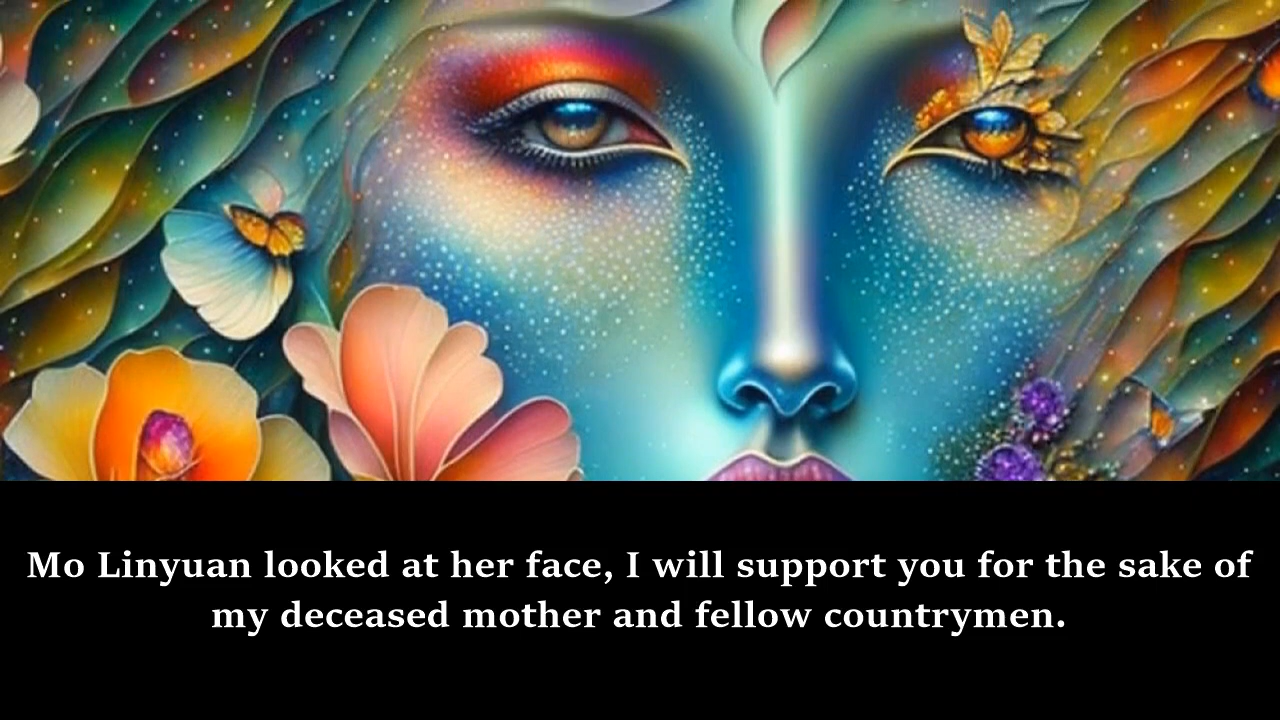 Mo Linyuan looked at her face, I will support you for the sake of
my deceased mother and fellow countrymen.